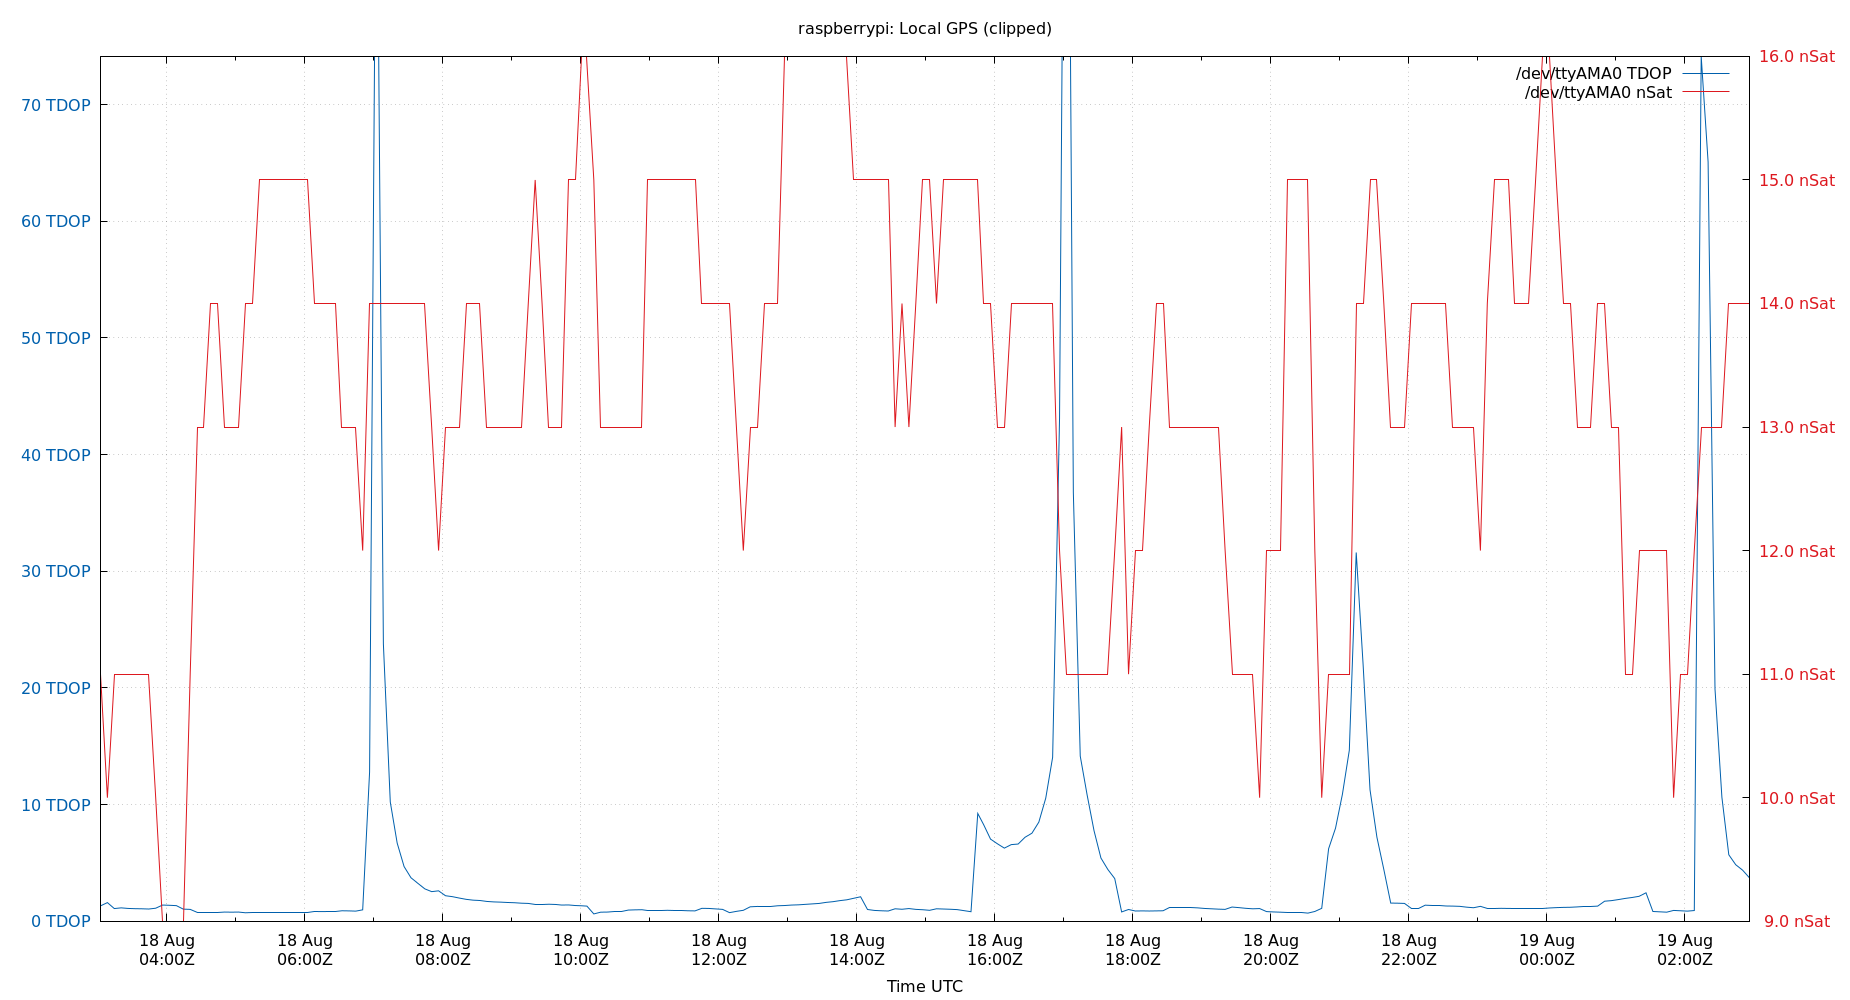 raspberrypi: Local GPS (clipped)
/dev/ttyAMA0 TDOP
/dev/ttyAMA0 nSat
70 TDOP
60 TDOP
50 TDOP
40 TDOP
30 TDOP
20 TDOP
10 TDOP
0 TDOP
16.0 nSat
15.0 nSat
14.0 nSat
13.0 nSat
12.0 nSat
11.0 nSat
10.0 nSat
9.0 nSat
18 Aug
04:00Z
18 Aug
06:00Z
18 Aug
08:00Z
18 Aug
10:00Z
18 Aug
12:00Z
18 Aug
14:00Z
18 Aug
16:00Z
18 Aug
18:00Z
18 Aug
20:00Z
18 Aug
22:00Z
19 Aug
00:00Z
19 Aug
02:00Z
Time UTC